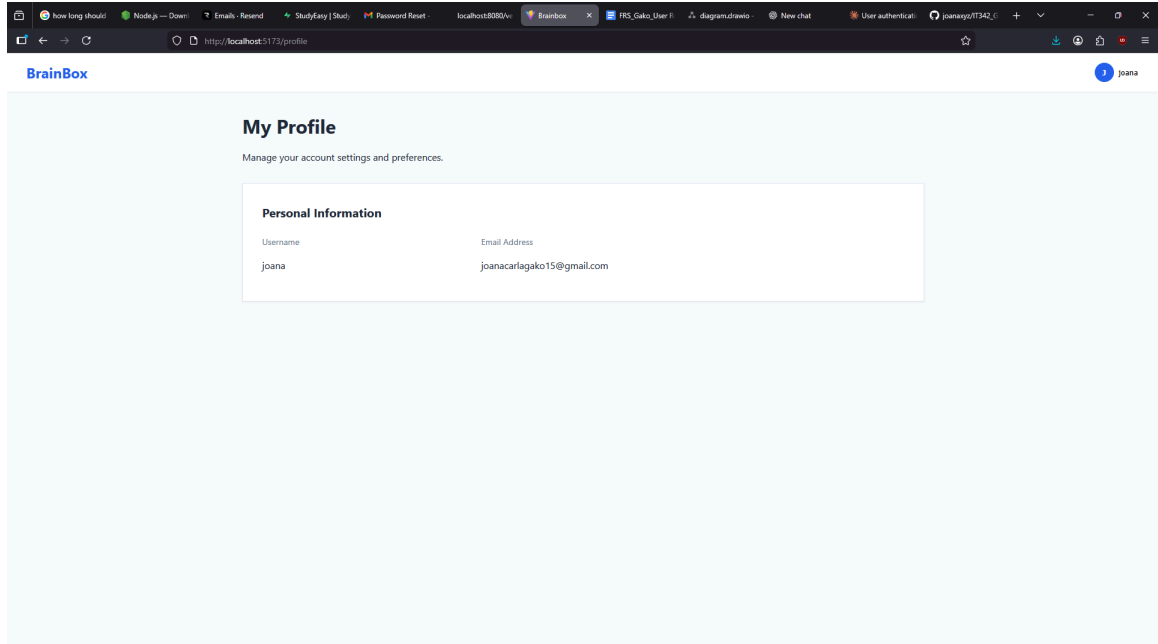 how long should
Node.js — Downl
Emails · Resend
StudyEasy | Study
Password Reset -
localhost:8080/ve
Brainbox
FRS_Gako_User R
diagram.drawio -
New chat
User authenticati
joanaxyz/IT342_G
http://localhost:5173/profile
BrainBox
J joana
My Profile
Manage your account settings and preferences.
Personal Information
Username Email Address
joana joanacarlagako15@gmail.com